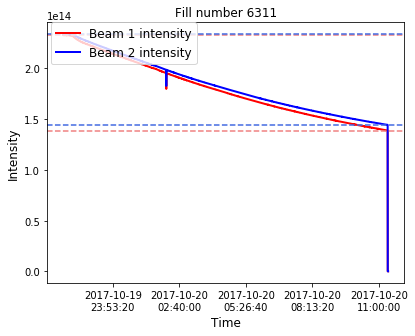 Fill number 6311
1e14
Beam 1 intensity
Beam 2 intensity
2.0
1.5
1.0
0.5
0.0
Intensity
2017-10-19 2017-10-20 2017-10-20 2017-10-20 2017-10-20
23:53:20 02:40:00 05:26:40 08:13:20 11:00:00
Time